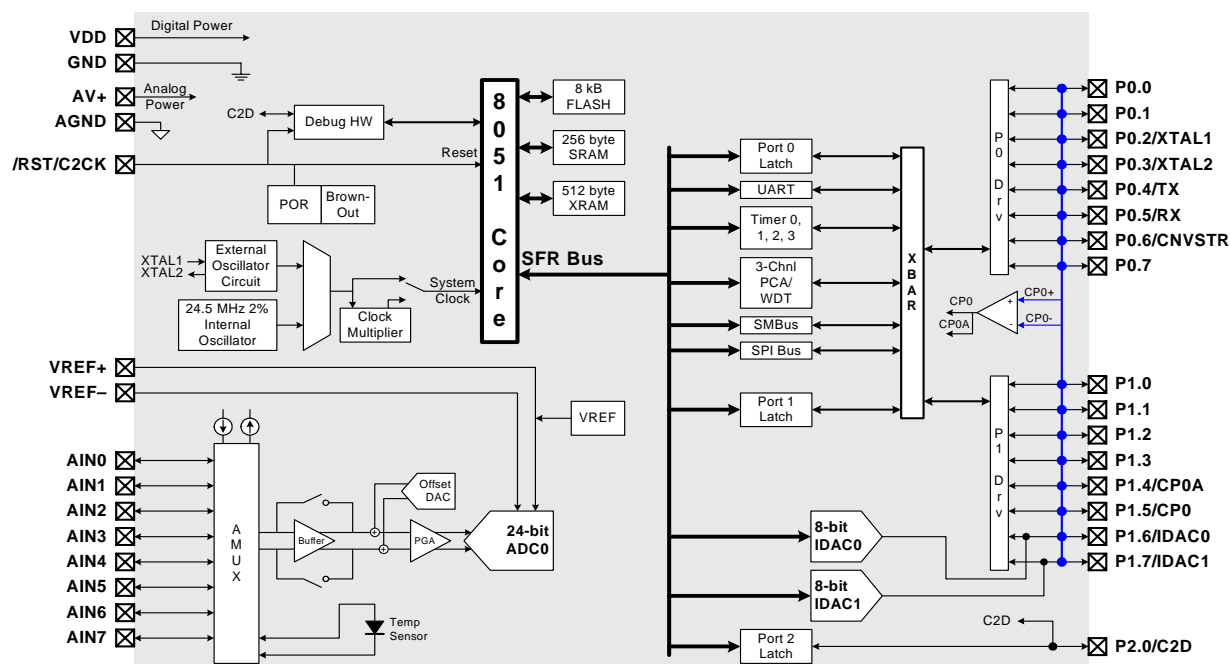 VDD
Digital Power
GND
AV+
Analog
Power
AGND
/RST/C2CK
C2D
Debug HW
Reset
POR
Brown-
Out
XTAL1
XTAL2
External
Oscillator
Circuit
24.5 MHz 2%
Internal
Oscillator
Clock
Multiplier
System
Clock
8051 Core
8 kB
FLASH
256 byte
SRAM
512 byte
XRAM
SFR Bus
VREF+
VREF–
VREF
AIN0
AIN1
AIN2
AIN3
AIN4
AIN5
AIN6
AIN7
AMUX
Buffer
+
+
Offset
DAC
PGA
24-bit
ADC0
Temp
Sensor
Port 0
Latch
UART
Timer 0,
1, 2, 3
3-Chnl
PCA/
WDT
SMBus
SPI Bus
Port 1
Latch
XBAR
8-bit
IDAC0
8-bit
IDAC1
Port 2
Latch
P0 Drv
CP0
CP0A
+
-
CP0+
CP0-
P1 Drv
C2D
P0.0
P0.1
P0.2/XTAL1
P0.3/XTAL2
P0.4/TX
P0.5/RX
P0.6/CNVSTR
P0.7
P1.0
P1.1
P1.2
P1.3
P1.4/CP0A
P1.5/CP0
P1.6/IDAC0
P1.7/IDAC1
P2.0/C2D